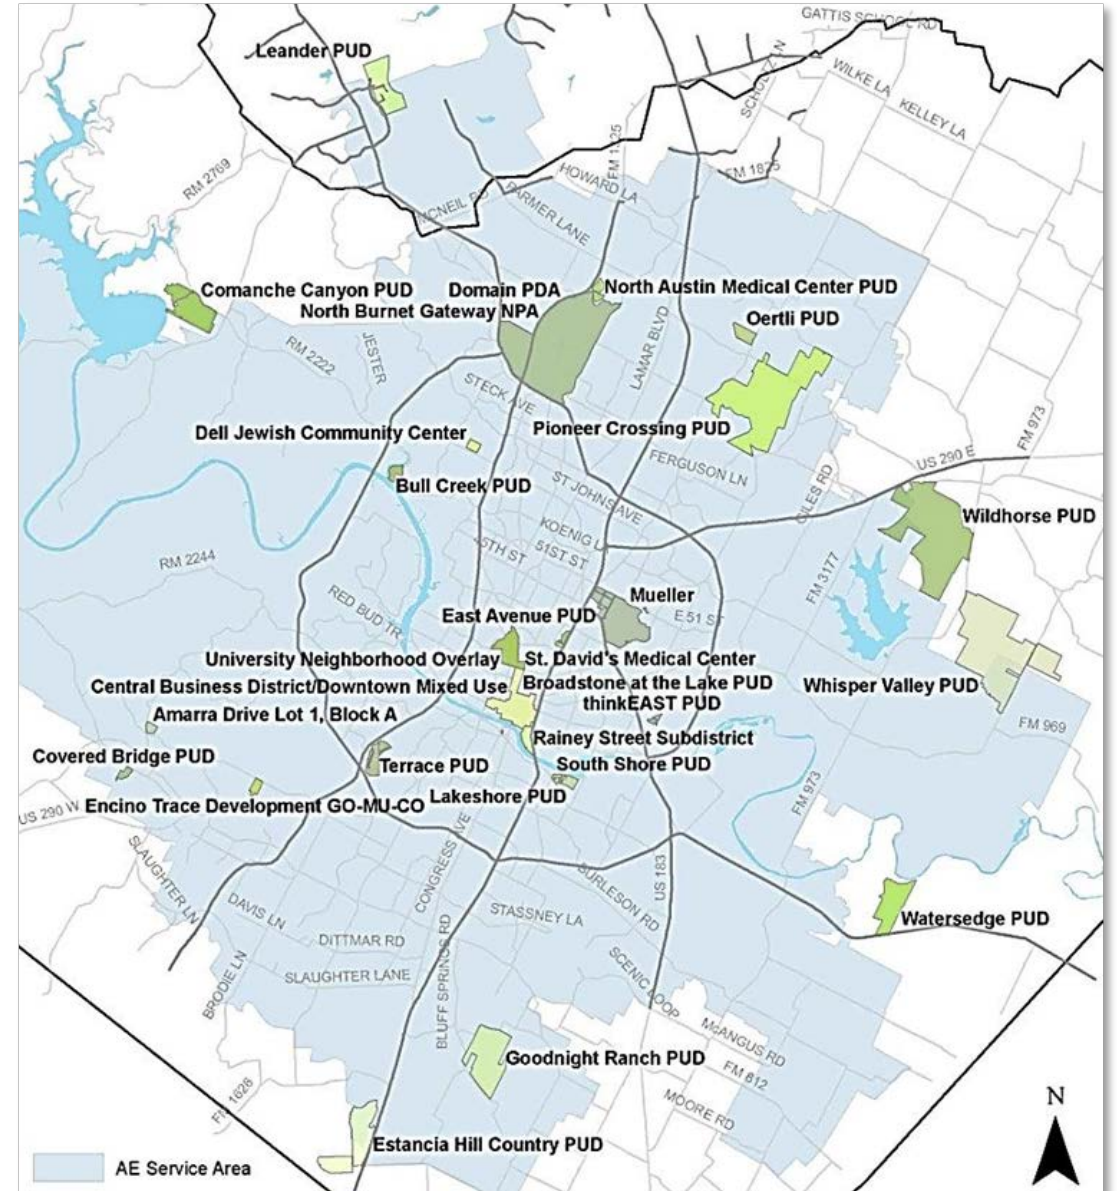 GATTIS SCHOOL RD
Leander PUD
SCHULTZ LN
WILKE LA
KELLEY LA
FM 1325
RM 2769
HOWARD LA
FM 1825
MCNEIL RD
PARMER LANE
Comanche Canyon PUD
Domain PDA
North Austin Medical Center PUD
North Burnet Gateway NPA
Oertli PUD
JESTER
RM 2222
LAMAR BLVD
STECK AVE
FM 973
Dell Jewish Community Center
Pioneer Crossing PUD
US 290 E
FERGUSON LN
Bull Creek PUD
ST JOHNS AVE
GILES RD
Wildhorse PUD
KOENIG LA
51ST ST
RM 2244
FM 3177
RED BUD TR
Mueller
East Avenue PUD
E 51 ST
University Neighborhood Overlay
St. David's Medical Center
Central Business District/Downtown Mixed Use
Broadstone at the Lake PUD
Whisper Valley PUD
thinkEAST PUD
Amarra Drive Lot 1, Block A
FM 969
Rainey Street Subdistrict
Covered Bridge PUD
Terrace PUD
South Shore PUD
FM 973
Encino Trace Development GO-MU-CO
Lakeshore PUD
US 290 W
SLAUGHTER LN
CONGRESS AVE
US 183
BURLESON RD
DAVIS LN
STASSNEY LA
Watersedge PUD
DITTMAR RD
BLUFF SPRINGS RD
SLAUGHTER LANE
BRODIE LN
SCENIC LOOP
McANGUS RD
Goodnight Ranch PUD
FM 812
FM 1626
MOORE RD
N
Estancia Hill Country PUD
AE Service Area